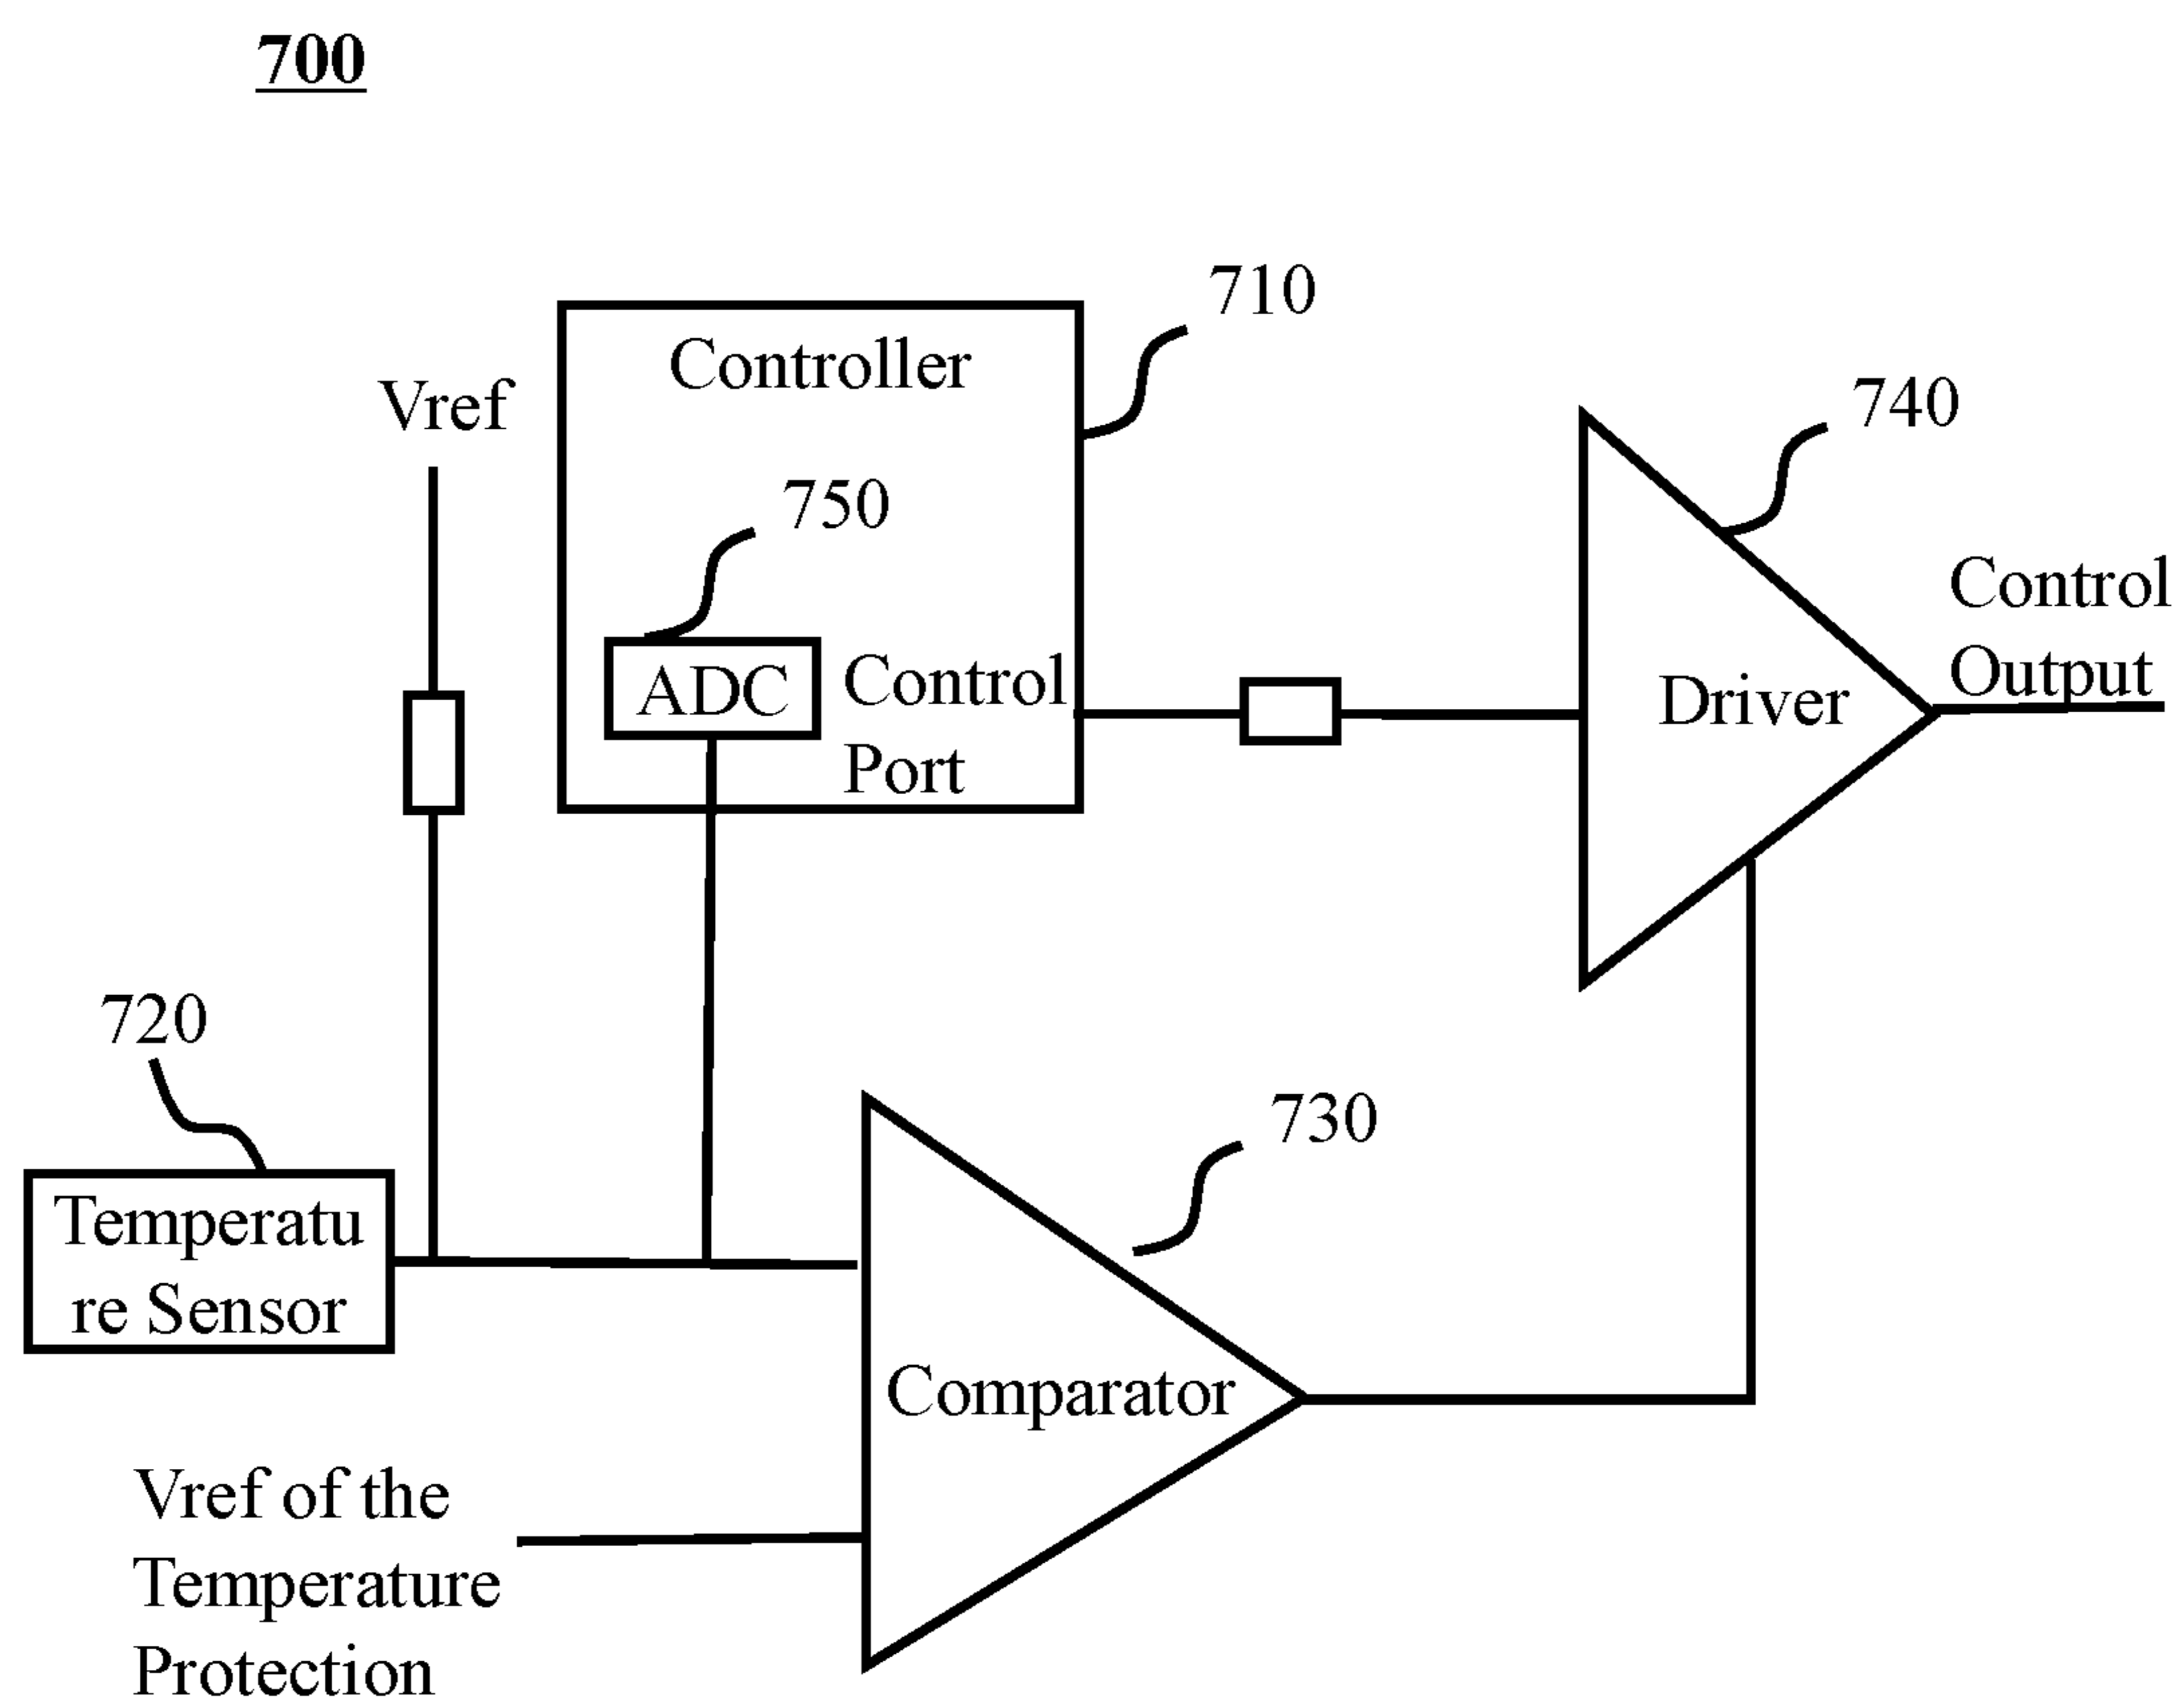 700
710
Controller
Vref
740
750
Control
Output
ADC
Control
Port
Driver
720
730
Temperatu
re Sensor
Comparator
Vref of the
Temperature
Protection